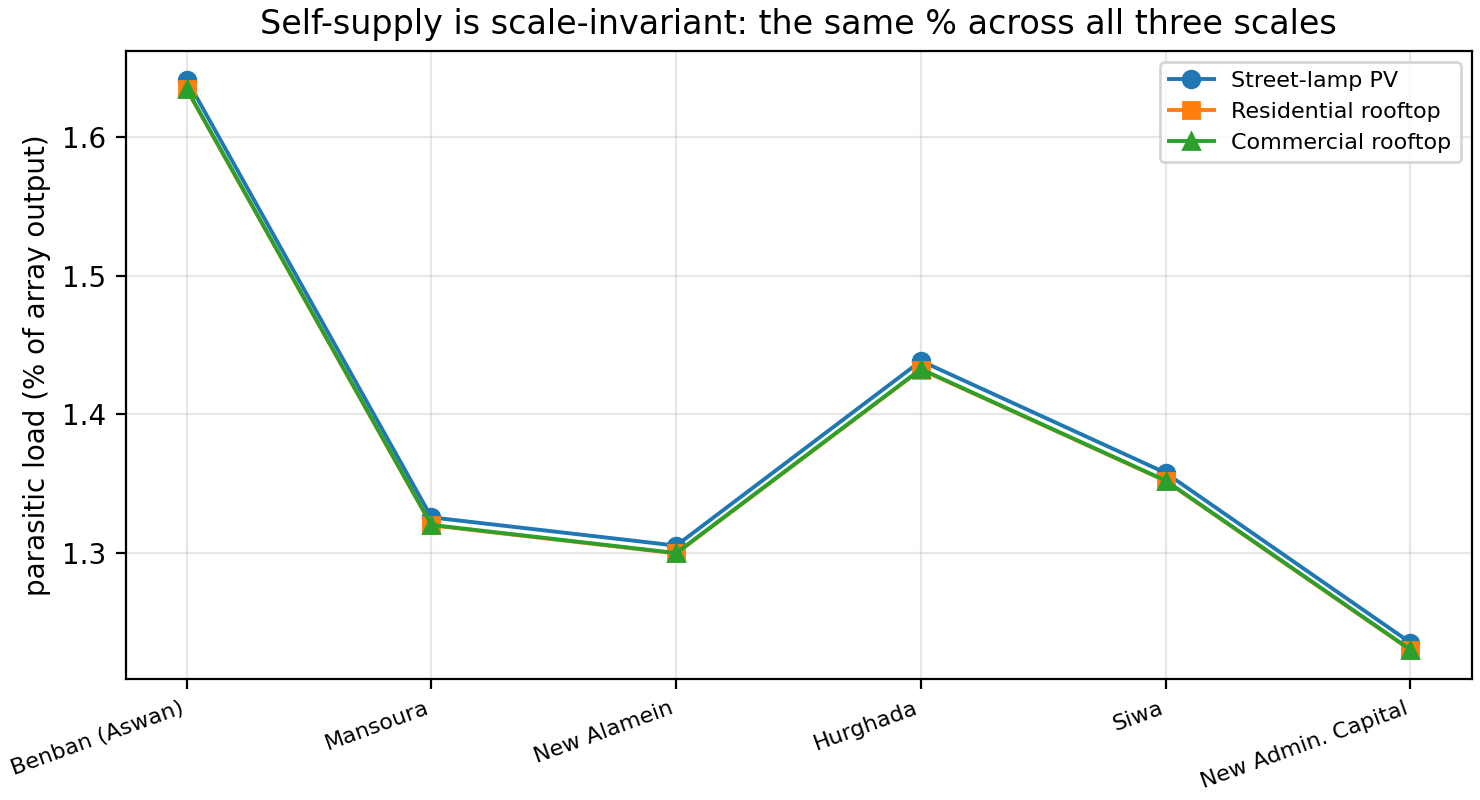 Self-supply is scale-invariant: the same % across all three scales
Street-lamp PV
Residential rooftop
Commercial rooftop
parasitic load (% of array output)
1.6
1.5
1.4
1.3
Benban (Aswan)
Mansoura
New Alamein
Hurghada
Siwa
New Admin. Capital